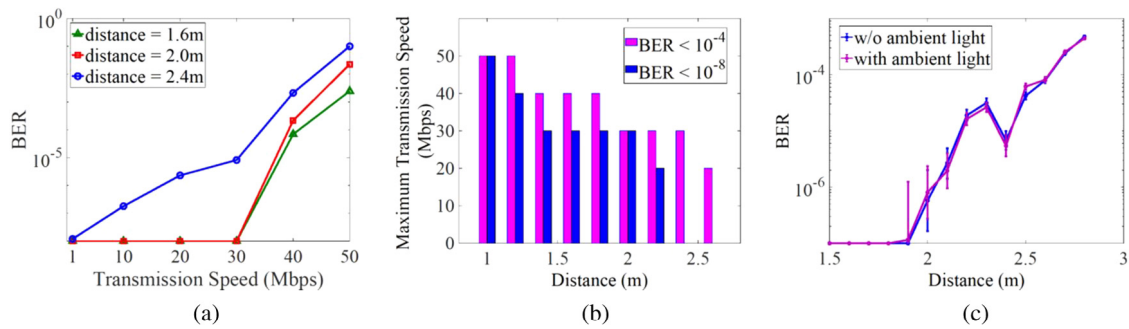 10^0
distance = 1.6m
distance = 2.0m
distance = 2.4m
BER
10^-5
1 10 20 30 40 50
Transmission Speed (Mbps)
(a)
Maximum Transmission Speed
(Mbps)
BER < 10^-4
BER < 10^-8
50
40
30
20
10
0
1 1.5 2 2.5
Distance (m)
(b)
w/o ambient light
with ambient light
BER
10^-4
10^-6
1.5 2 2.5 3
Distance (m)
(c)